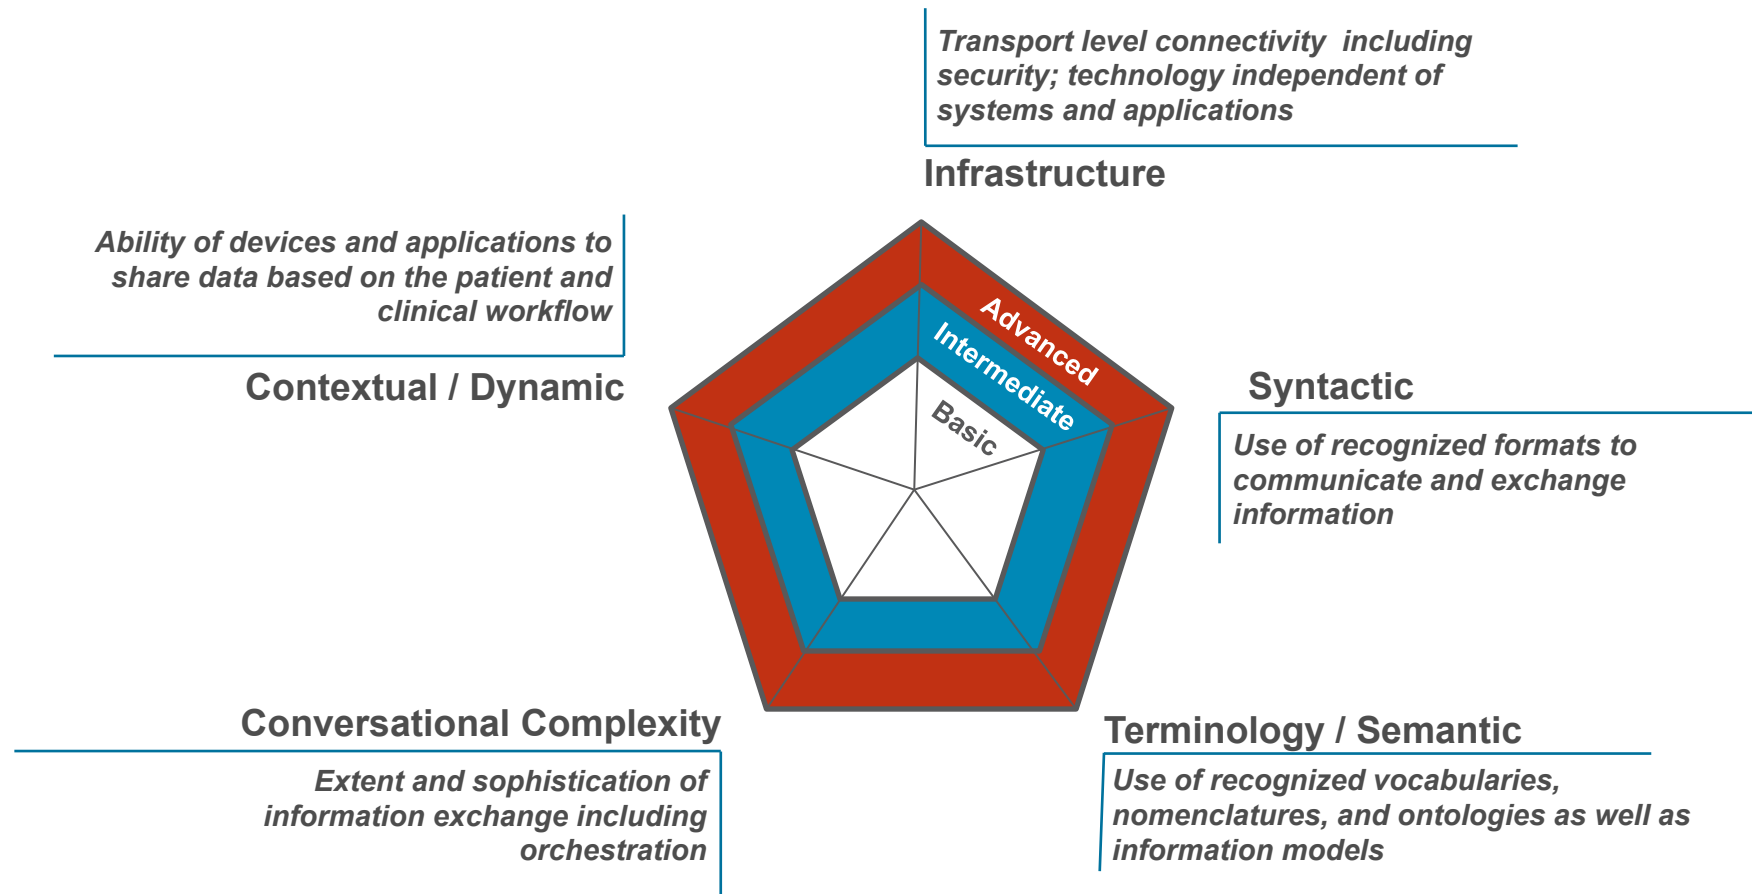 Transport level connectivity including
security; technology independent of
systems and applications
Infrastructure
Ability of devices and applications to
share data based on the patient and
clinical workflow
Contextual / Dynamic
Advanced
Intermediate
Basic
Syntactic
Use of recognized formats to
communicate and exchange
information
Conversational Complexity
Extent and sophistication of
information exchange including
orchestration
Terminology / Semantic
Use of recognized vocabularies,
nomenclatures, and ontologies as well as
information models